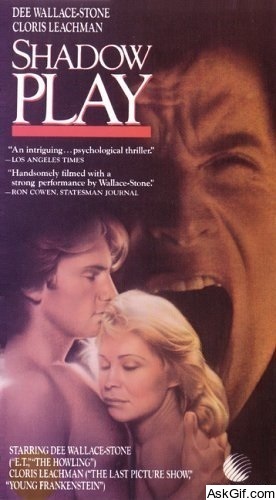 DEE WALLACE-STONE
CLORIS LEACHMAN
SHADOW
PLAY
"An intriguing...psychological thriller."
—LOS ANGELES TIMES
"Handsomely filmed with a
strong performance by Wallace-Stone."
—RON COWEN, STATESMAN JOURNAL
STARRING DEE WALLACE-STONE
("E.T.," "THE HOWLING")
CLORIS LEACHMAN ("THE LAST PICTURE SHOW,"
"YOUNG FRANKENSTEIN")
AskGif.com